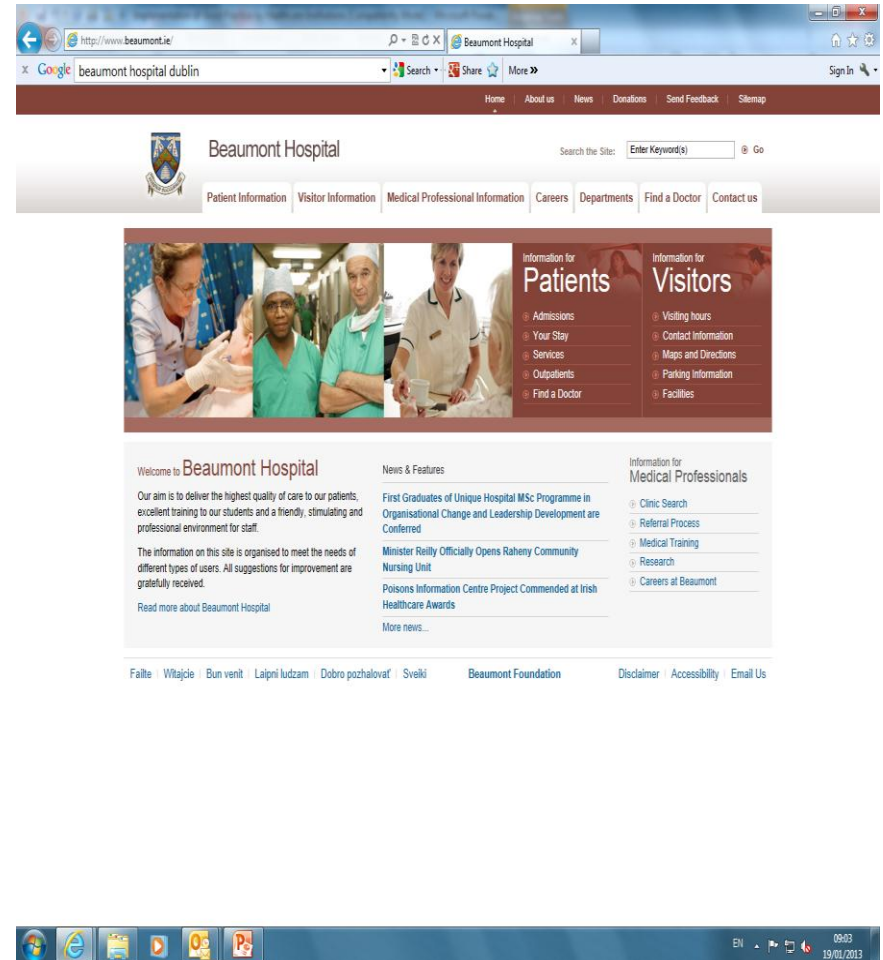 http://www.beaumont.ie/
Beaumont Hospital
X Google beaumont hospital dublin Search Share More » Sign In
Home About us News Donations Send Feedback Sitemap
Beaumont Hospital
Search the Site: Enter Keyword(s) Go
Patient Information Visitor Information Medical Professional Information Careers Departments Find a Doctor Contact us
Information for
Patients
Admissions
Your Stay
Services
Outpatients
Find a Doctor
Information for
Visitors
Visiting hours
Contact Information
Maps and Directions
Parking Information
Facilities
Welcome to Beaumont Hospital
Our aim is to deliver the highest quality of care to our patients,
excellent training to our students and a friendly, stimulating and
professional environment for staff.
The information on this site is organised to meet the needs of
different types of users. All suggestions for improvement are
gratefully received.
Read more about Beaumont Hospital
News & Features
First Graduates of Unique Hospital MSc Programme in
Organisational Change and Leadership Development are
Conferred
Minister Reilly Officially Opens Raheny Community
Nursing Unit
Poisons Information Centre Project Commended at Irish
Healthcare Awards
More news...
Information for
Medical Professionals
Clinic Search
Referral Process
Medical Training
Research
Careers at Beaumont
Failte Witajcie Bun venit Laipni ludzam Dobro pozhalovať Sveiki Beaumont Foundation Disclaimer Accessibility Email Us
EN 09:03
19/01/2013